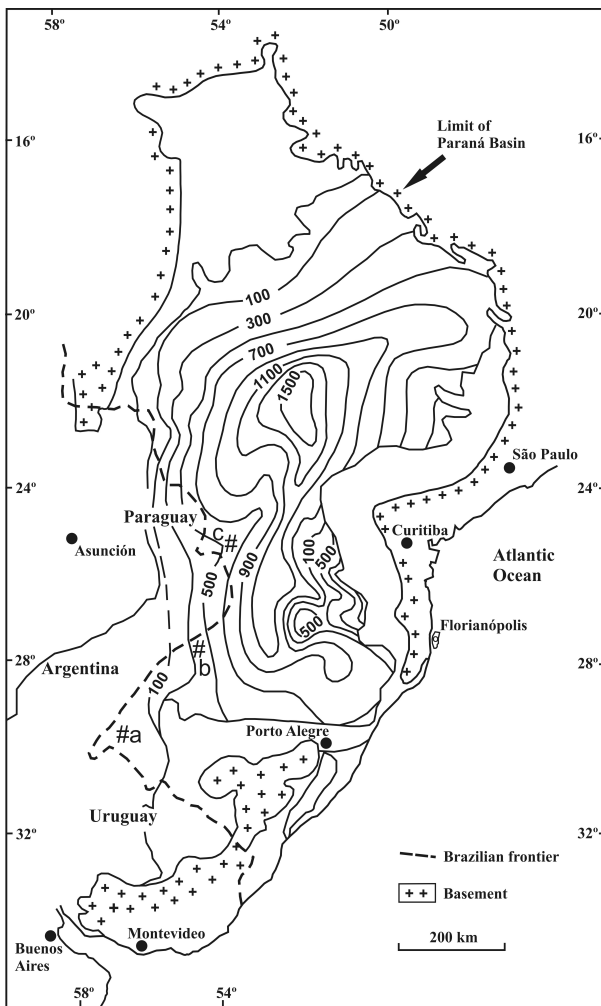 58º
54º
50º
Limit of
Paraná Basin
16º
16º
100
300
20º
20º
700
1100
1500
24º
São Paulo
24º
Paraguay
Curitiba
Asunción
c#
500
900
100
500
Atlantic
Ocean
Florianópolis
500
28º
#
b
28º
Argentina
100
#a
Porto Alegre
Uruguay
32º
32º
Brazilian frontier
Basement
Montevideo
Buenos
Aires
200 km
58º
54º